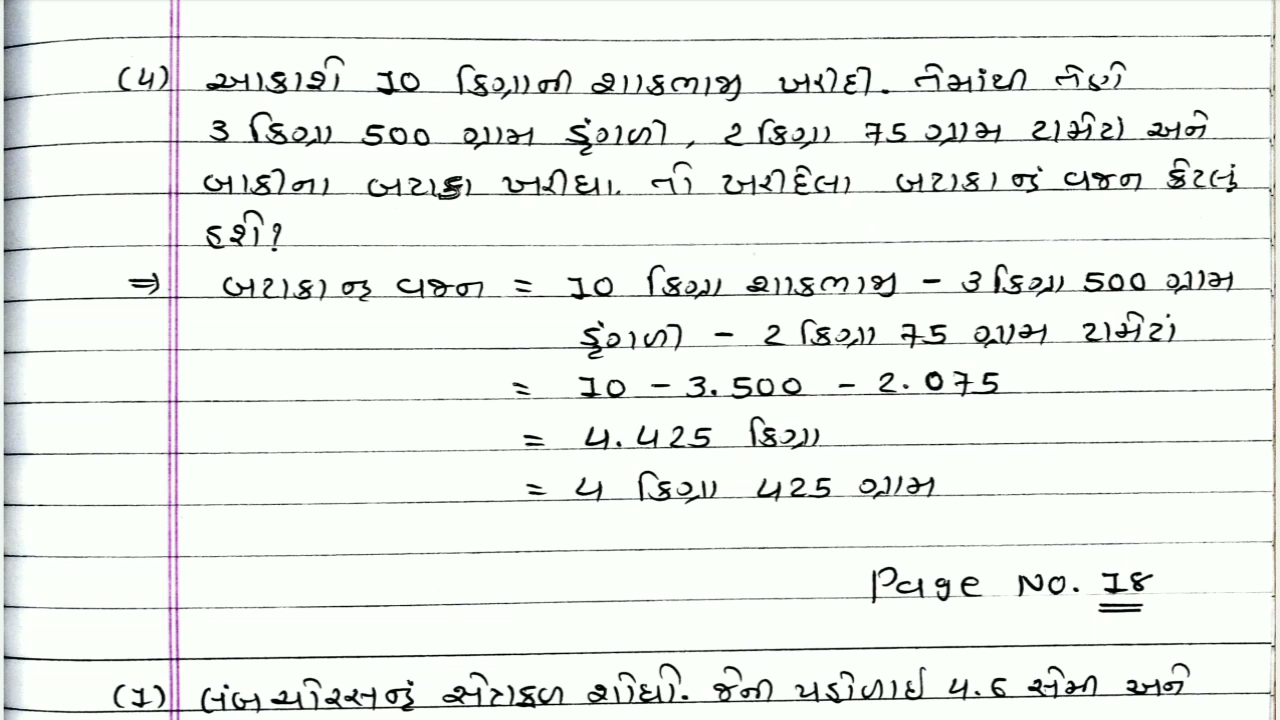 (૫) આકાશે 10 કિગ્રાની શાકભાજી ખરીદી. તેમાંથી તેણે
3 કિગ્રા 500 ગ્રામ ડુંગળી, 2 કિગ્રા 75 ગ્રામ ટામેટાં અને
બાકીના બટાકા ખરીધા. તો ખરીદેલા બટાકાનું વજન કેટલું
હશે?
⇒ બટાકાનું વજન = 10 કિગ્રા શાકભાજી - 3 કિગ્રા 500 ગ્રામ
ડુંગળી - 2 કિગ્રા 75 ગ્રામ ટામેટાં
= 10 - 3.500 - 2.075
= 4.425 કિગ્રા
= 4 કિગ્રા 425 ગ્રામ
Page No. 18
(1) લંબચોરસનું ક્ષેત્રફળ શોધો. જેની પહોળાઈ 4.6 સેમી અને